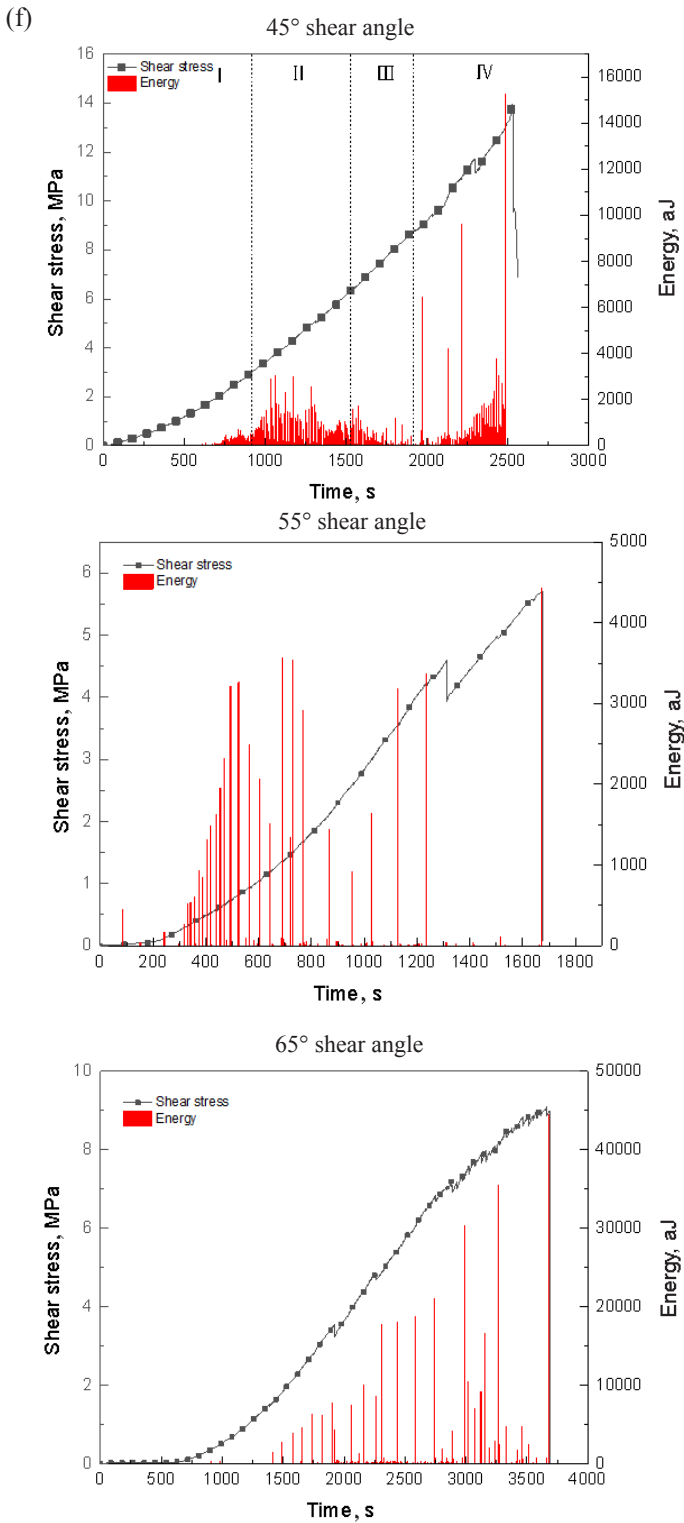 (f)
45° shear angle
Shear stress
Energy
I II III IV
16
14
12
10
8
6
4
2
0
Shear stress, MPa
16000
14000
12000
10000
8000
6000
4000
2000
0
Energy, aJ
0 500 1000 1500 2000 2500 3000
Time, s
55° shear angle
Shear stress
Energy
6
5
4
3
2
1
0
Shear stress, MPa
5000
4000
3000
2000
1000
0
Energy, aJ
0 200 400 600 800 1000 1200 1400 1600 1800
Time, s
65° shear angle
Shear stress
Energy
10
8
6
4
2
0
Shear stress, MPa
50000
40000
30000
20000
10000
0
Energy, aJ
0 500 1000 1500 2000 2500 3000 3500 4000
Time, s